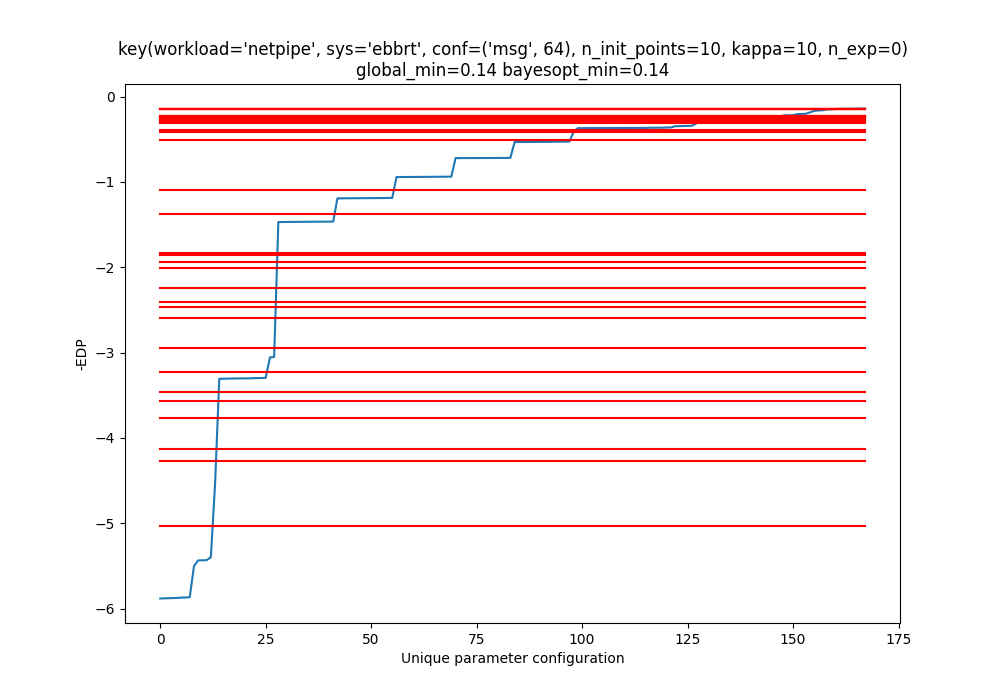 key(workload='netpipe', sys='ebbrt', conf=('msg', 64), n_init_points=10, kappa=10, n_exp=0)
global_min=0.14 bayesopt_min=0.14
0
−1
−2
−3
−4
−5
−6
-EDP
0 25 50 75 100 125 150 175
Unique parameter configuration